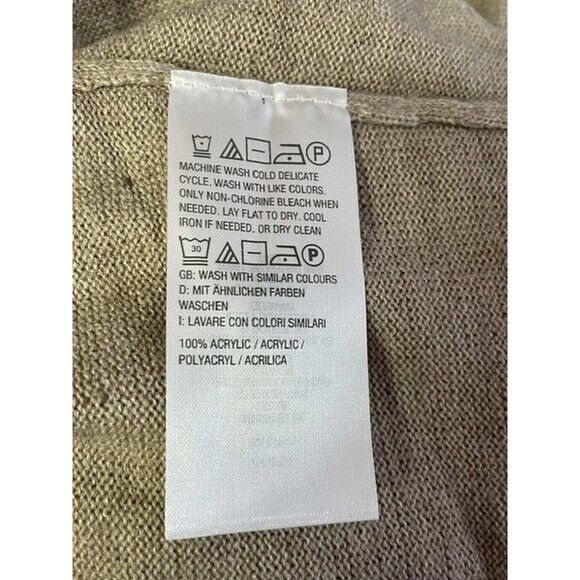 P
MACHINE WASH COLD DELICATE
CYCLE. WASH WITH LIKE COLORS.
ONLY NON-CHLORINE BLEACH WHEN
NEEDED. LAY FLAT TO DRY. COOL
IRON IF NEEDED. OR DRY CLEAN
30 P
GB: WASH WITH SIMILAR COLOURS
D: MIT ÄHNLICHEN FARBEN
WASCHEN
I: LAVARE CON COLORI SIMILARI
100% ACRYLIC / ACRYLIC /
POLYACRYL / ACRILICA